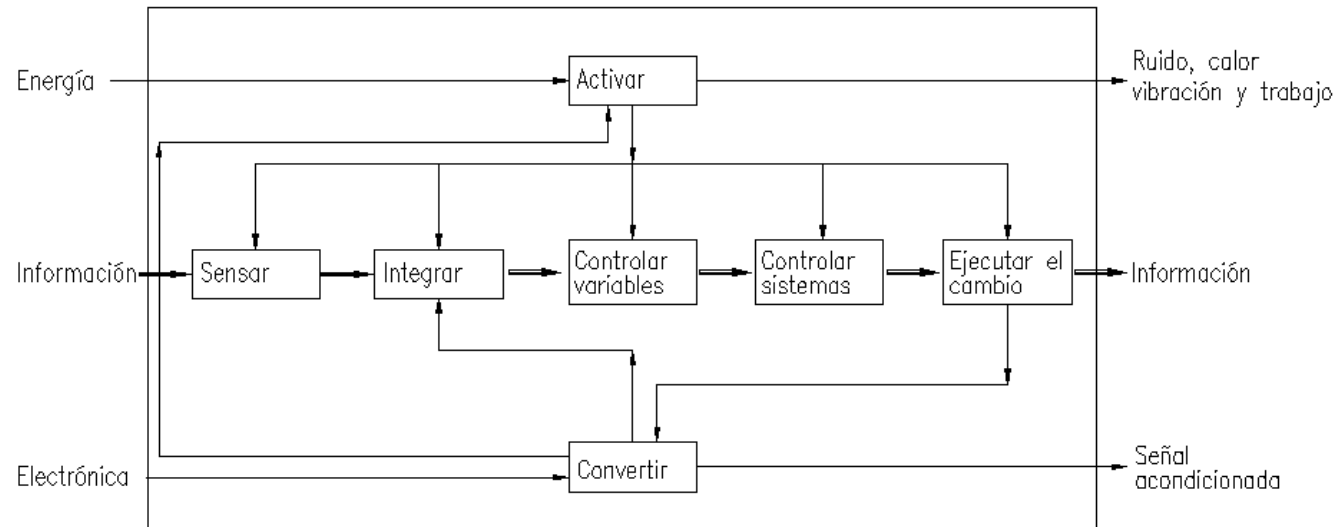 Energía
Activar
Ruido, calor
vibración y trabajo
Información
Sensar
Integrar
Controlar
variables
Controlar
sistemas
Ejecutar el
cambio
Información
Electrónica
Convertir
Señal
acondicionada